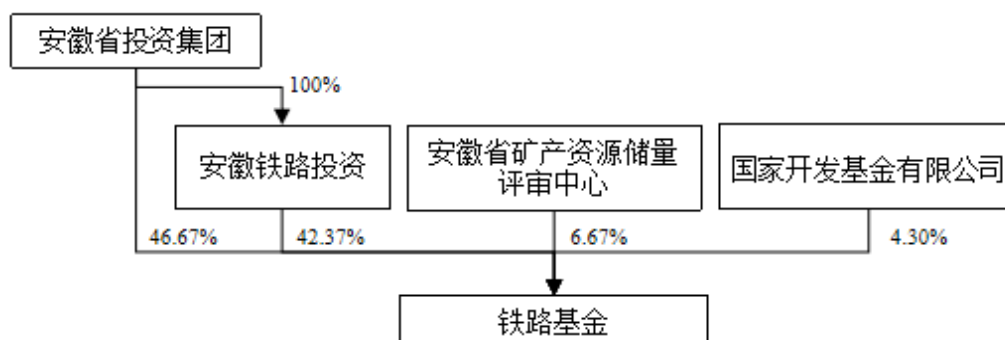 安徽省投资集团
100%
安徽铁路投资
安徽省矿产资源储量
评审中心
国家开发基金有限公司
46.67%
42.37%
6.67%
4.30%
铁路基金